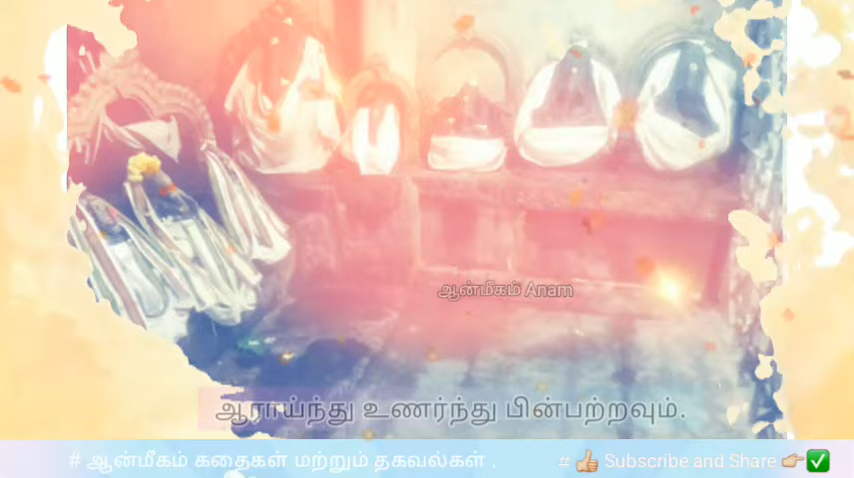 ஆன்மீகம் Anam
ஆராய்ந்து உணர்ந்து பின்பற்றவும்.
# ஆன்மீகம் கதைகள் மற்றும் தகவல்கள் . # 👍🏼 Subscribe and Share 👉🏼✅